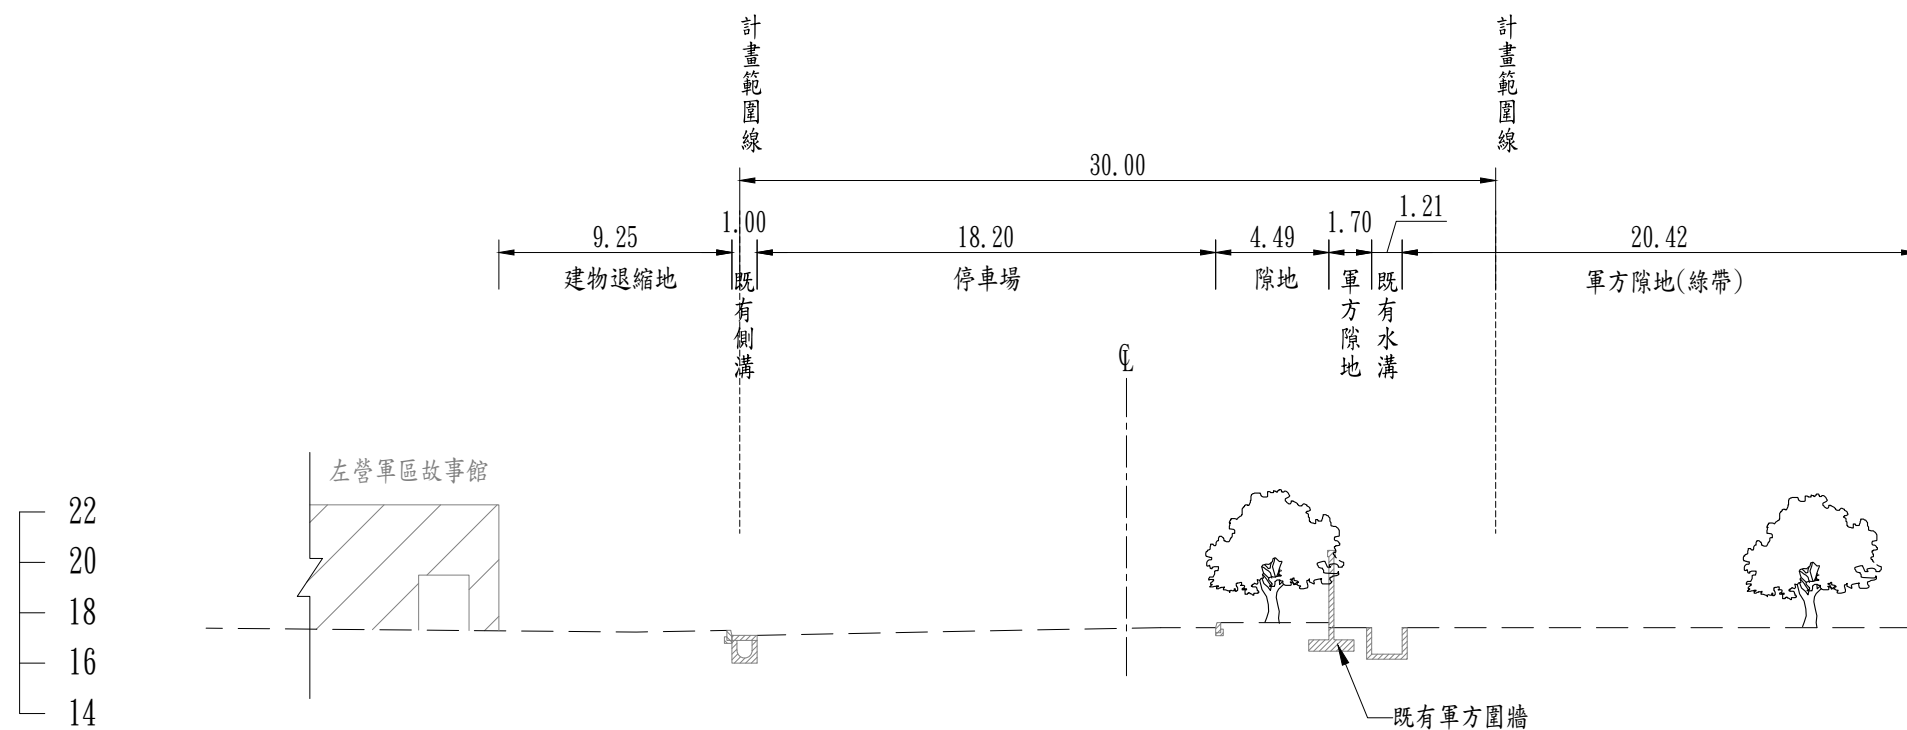 計畫範圍線
計畫範圍線
30.00
9.25
1.00
18.20
4.49
1.70
1.21
20.42
建物退縮地
既有側溝
停車場
隙地
軍方隙地
既有水溝
軍方隙地(綠帶)
℄
左營軍區故事館
22
20
18
16
14
既有軍方圍牆